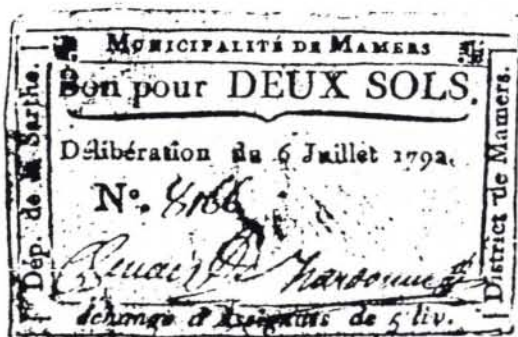 MUNICIPALITÉ DE MAMERS
Bon pour DEUX SOLS.
Délibération du 6 Juillet 1792.
Nº. 8166
échange d'Assignats de 5 liv.
Dép. de la Sarthe.
District de Mamers.